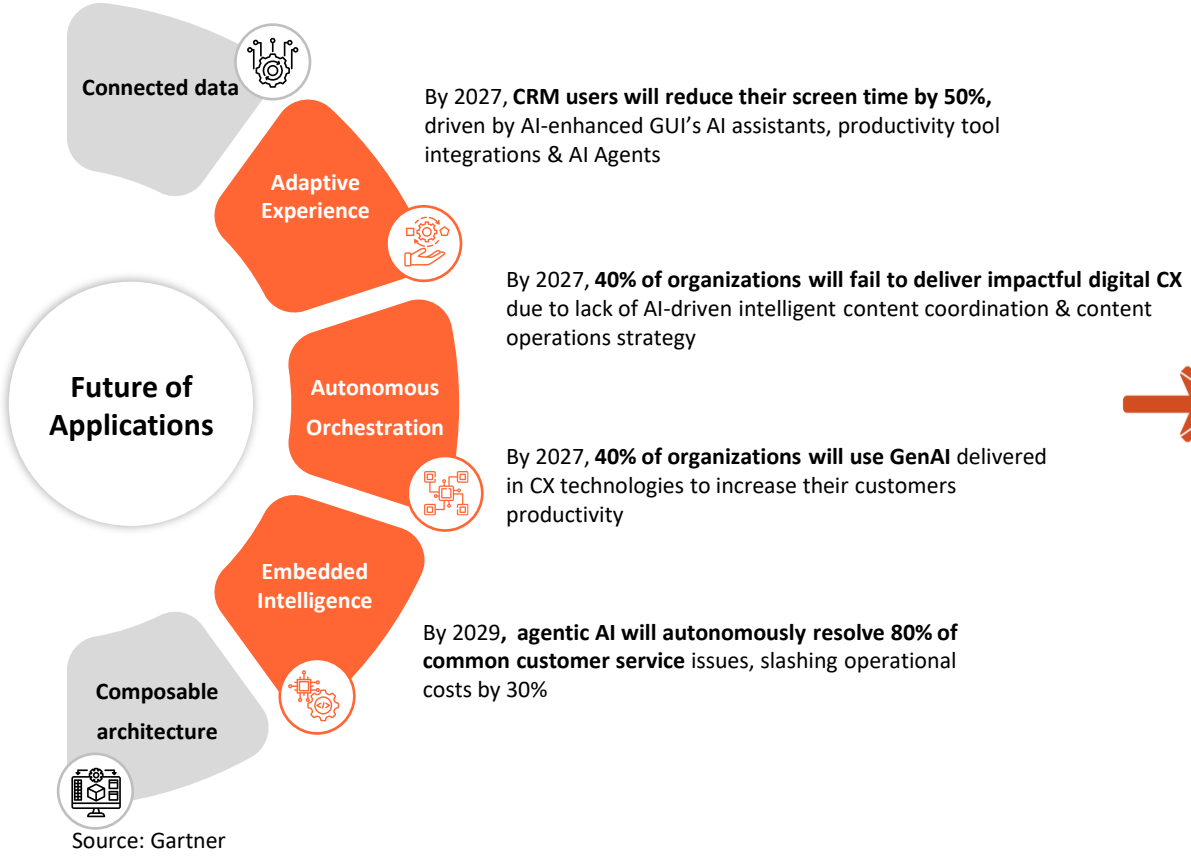 Connected data
By 2027, CRM users will reduce their screen time by 50%,
driven by AI-enhanced GUI's AI assistants, productivity tool
integrations & AI Agents
Adaptive
Experience
By 2027, 40% of organizations will fail to deliver impactful digital CX
due to lack of AI-driven intelligent content coordination & content
operations strategy
Future of
Applications
Autonomous
Orchestration
By 2027, 40% of organizations will use GenAI delivered
in CX technologies to increase their customers
productivity
Embedded
Intelligence
By 2029, agentic AI will autonomously resolve 80% of
common customer service issues, slashing operational
costs by 30%
Composable
architecture
Source: Gartner